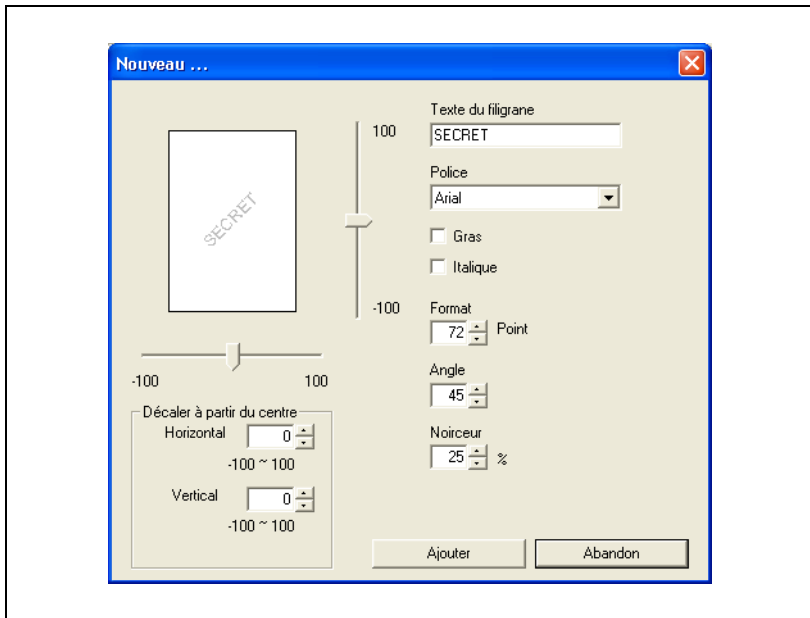 Nouveau ...
SECRET
100
-100
-100
100
Décaler à partir du centre
Horizontal
0
-100 ~ 100
Vertical
0
-100 ~ 100
Texte du filigrane
SECRET
Police
Arial
Gras
Italique
Format
72 Point
Angle
45
Noirceur
25 %
Ajouter
Abandon